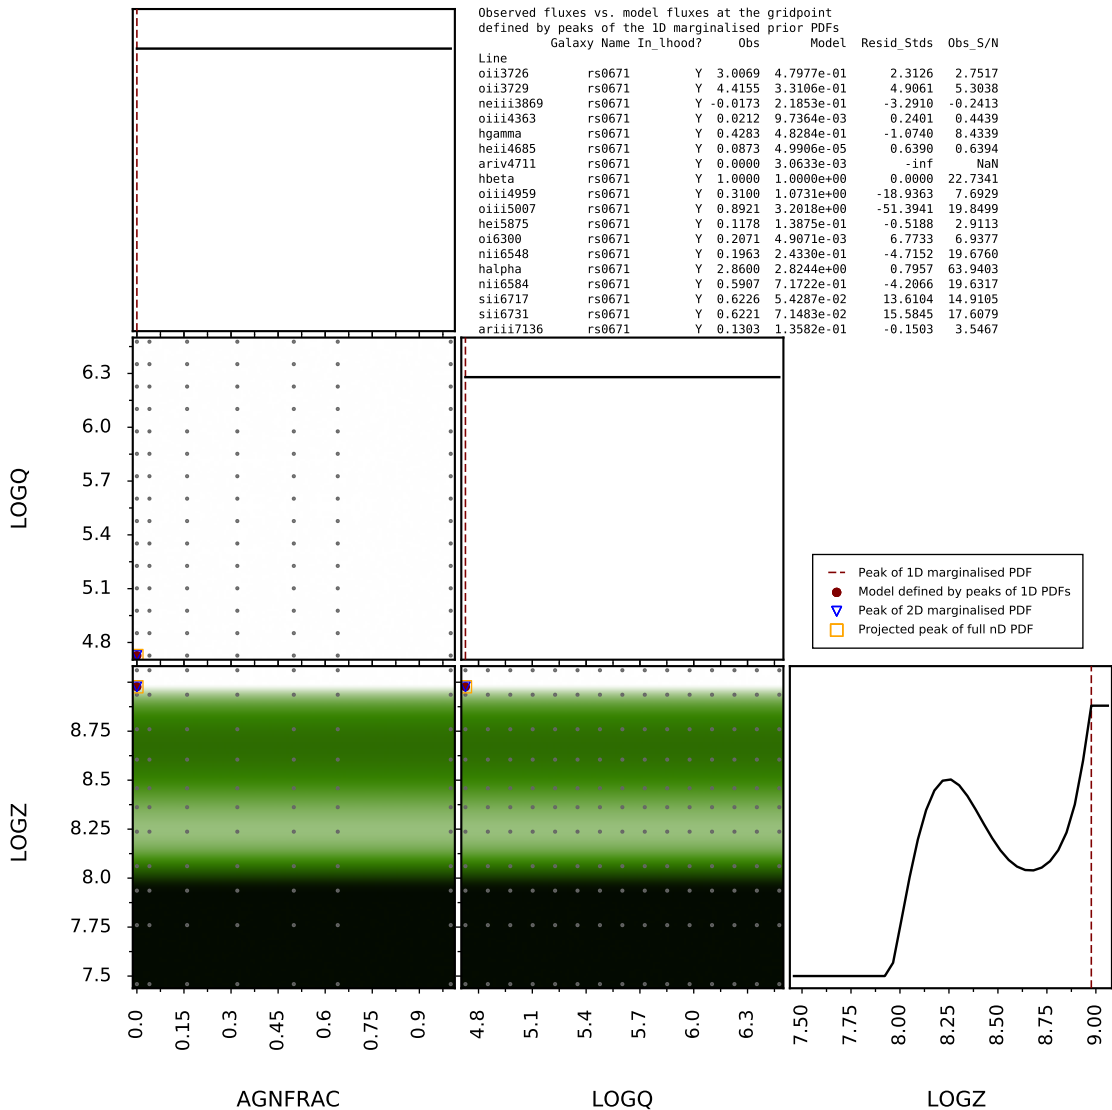 Observed fluxes vs. model fluxes at the gridpoint
defined by peaks of the 1D marginalised prior PDFs
Galaxy Name In_lhood? Obs Model Resid_Stds Obs_S/N
Line
oii3726 rs0671 Y 3.0069 4.7977e-01 2.3126 2.7517
oii3729 rs0671 Y 4.4155 3.3106e-01 4.9061 5.3038
neiii3869 rs0671 Y -0.0173 2.1853e-01 -3.2910 -0.2413
oiii4363 rs0671 Y 0.0212 9.7364e-03 0.2401 0.4439
hgamma rs0671 Y 0.4283 4.8284e-01 -1.0740 8.4339
heii4685 rs0671 Y 0.0873 4.9906e-05 0.6390 0.6394
ariv4711 rs0671 Y 0.0000 3.0633e-03 -inf NaN
hbeta rs0671 Y 1.0000 1.0000e+00 0.0000 22.7341
oiii4959 rs0671 Y 0.3100 1.0731e+00 -18.9363 7.6929
oiii5007 rs0671 Y 0.8921 3.2018e+00 -51.3941 19.8499
hei5875 rs0671 Y 0.1178 1.3875e-01 -0.5188 2.9113
oi6300 rs0671 Y 0.2071 4.9071e-03 6.7733 6.9377
nii6548 rs0671 Y 0.1963 2.4330e-01 -4.7152 19.6760
halpha rs0671 Y 2.8600 2.8244e+00 0.7957 63.9403
nii6584 rs0671 Y 0.5907 7.1722e-01 -4.2066 19.6317
sii6717 rs0671 Y 0.6226 5.4287e-02 13.6104 14.9105
sii6731 rs0671 Y 0.6221 7.1483e-02 15.5845 17.6079
ariii7136 rs0671 Y 0.1303 1.3582e-01 -0.1503 3.5467
LOGQ
6.3
6.0
5.7
5.4
5.1
4.8
Peak of 1D marginalised PDF
Model defined by peaks of 1D PDFs
Peak of 2D marginalised PDF
Projected peak of full nD PDF
LOGZ
8.75
8.5
8.25
8.0
7.75
7.5
0.0 0.15 0.3 0.45 0.6 0.75 0.9
4.8 5.1 5.4 5.7 6.0 6.3
7.50 7.75 8.00 8.25 8.50 8.75 9.00
AGNFRAC LOGQ LOGZ